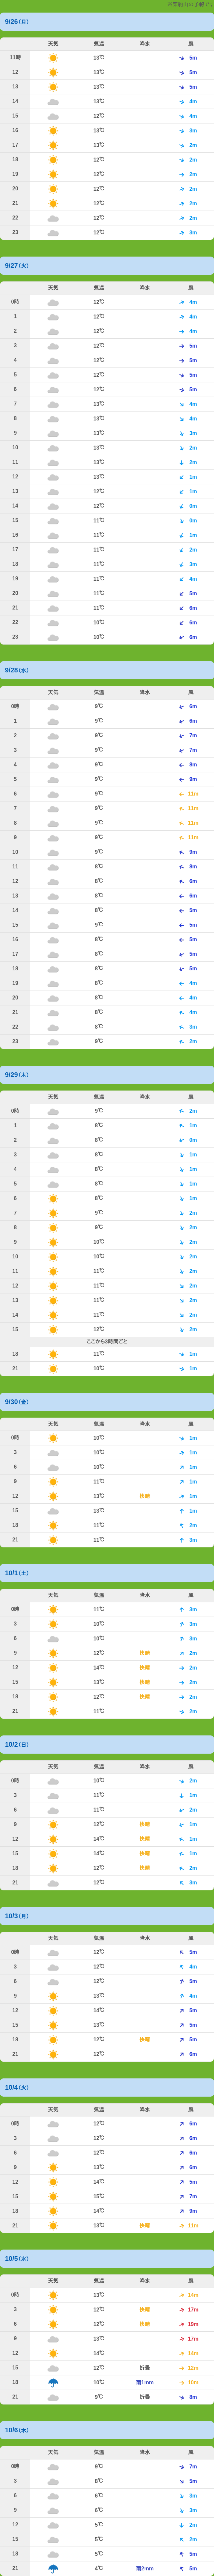 ※東側山の予報です
9/26(月)
天気 気温 降水 風
11時 13℃ 5m
12 13℃ 5m
13 13℃ 5m
14 13℃ 4m
15 12℃ 4m
16 13℃ 3m
17 13℃ 2m
18 12℃ 2m
19 12℃ 2m
20 12℃ 2m
21 12℃ 2m
22 12℃ 2m
23 12℃ 3m
9/27(火)
天気 気温 降水 風
0時 12℃ 4m
1 12℃ 4m
2 12℃ 4m
3 12℃ 5m
4 12℃ 5m
5 12℃ 5m
6 12℃ 5m
7 13℃ 4m
8 13℃ 4m
9 13℃ 3m
10 13℃ 2m
11 13℃ 2m
12 13℃ 1m
13 12℃ 1m
14 12℃ 0m
15 11℃ 0m
16 11℃ 1m
17 11℃ 2m
18 11℃ 3m
19 11℃ 4m
20 11℃ 5m
21 11℃ 6m
22 10℃ 6m
23 10℃ 6m
9/28(水)
天気 気温 降水 風
0時 9℃ 6m
1 9℃ 6m
2 9℃ 7m
3 9℃ 7m
4 9℃ 8m
5 9℃ 9m
6 9℃ 11m
7 9℃ 11m
8 9℃ 11m
9 9℃ 11m
10 8℃ 9m
11 8℃ 8m
12 8℃ 6m
13 8℃ 6m
14 8℃ 5m
15 9℃ 5m
16 8℃ 5m
17 8℃ 5m
18 8℃ 5m
19 8℃ 4m
20 8℃ 4m
21 8℃ 4m
22 8℃ 3m
23 9℃ 2m
9/29(木)
天気 気温 降水 風
0時 9℃ 2m
1 8℃ 1m
2 8℃ 0m
3 8℃ 1m
4 8℃ 1m
5 8℃ 1m
6 8℃ 1m
7 9℃ 2m
8 9℃ 2m
9 10℃ 2m
10 10℃ 2m
11 11℃ 2m
12 11℃ 2m
13 11℃ 2m
14 11℃ 2m
15 12℃ 2m
ここから3時間ごと
18 11℃ 1m
21 10℃ 1m
9/30(金)
天気 気温 降水 風
0時 10℃ 1m
3 10℃ 1m
6 10℃ 1m
9 11℃ 1m
12 13℃ 快晴 1m
15 13℃ 1m
18 11℃ 2m
21 11℃ 3m
10/1(土)
天気 気温 降水 風
0時 11℃ 3m
3 10℃ 3m
6 10℃ 3m
9 12℃ 快晴 2m
12 14℃ 快晴 2m
15 13℃ 快晴 2m
18 12℃ 快晴 2m
21 11℃ 2m
10/2(日)
天気 気温 降水 風
0時 10℃ 2m
3 11℃ 1m
6 11℃ 2m
9 12℃ 快晴 1m
12 14℃ 快晴 1m
15 14℃ 快晴 1m
18 12℃ 快晴 2m
21 12℃ 3m
10/3(月)
天気 気温 降水 風
0時 12℃ 5m
3 12℃ 4m
6 12℃ 5m
9 13℃ 4m
12 14℃ 5m
15 13℃ 5m
18 12℃ 快晴 5m
21 12℃ 6m
10/4(火)
天気 気温 降水 風
0時 12℃ 6m
3 12℃ 6m
6 12℃ 6m
9 13℃ 6m
12 14℃ 5m
15 15℃ 7m
18 14℃ 9m
21 13℃ 快晴 11m
10/5(水)
天気 気温 降水 風
0時 13℃ 14m
3 12℃ 快晴 17m
6 12℃ 快晴 19m
9 13℃ 17m
12 14℃ 14m
15 12℃ 折畳 12m
18 10℃ 雨1mm 10m
21 9℃ 折畳 8m
10/6(木)
天気 気温 降水 風
0時 9℃ 7m
3 8℃ 5m
6 6℃ 3m
9 6℃ 3m
12 5℃ 2m
15 5℃ 2m
18 5℃ 5m
21 4℃ 雨2mm 5m